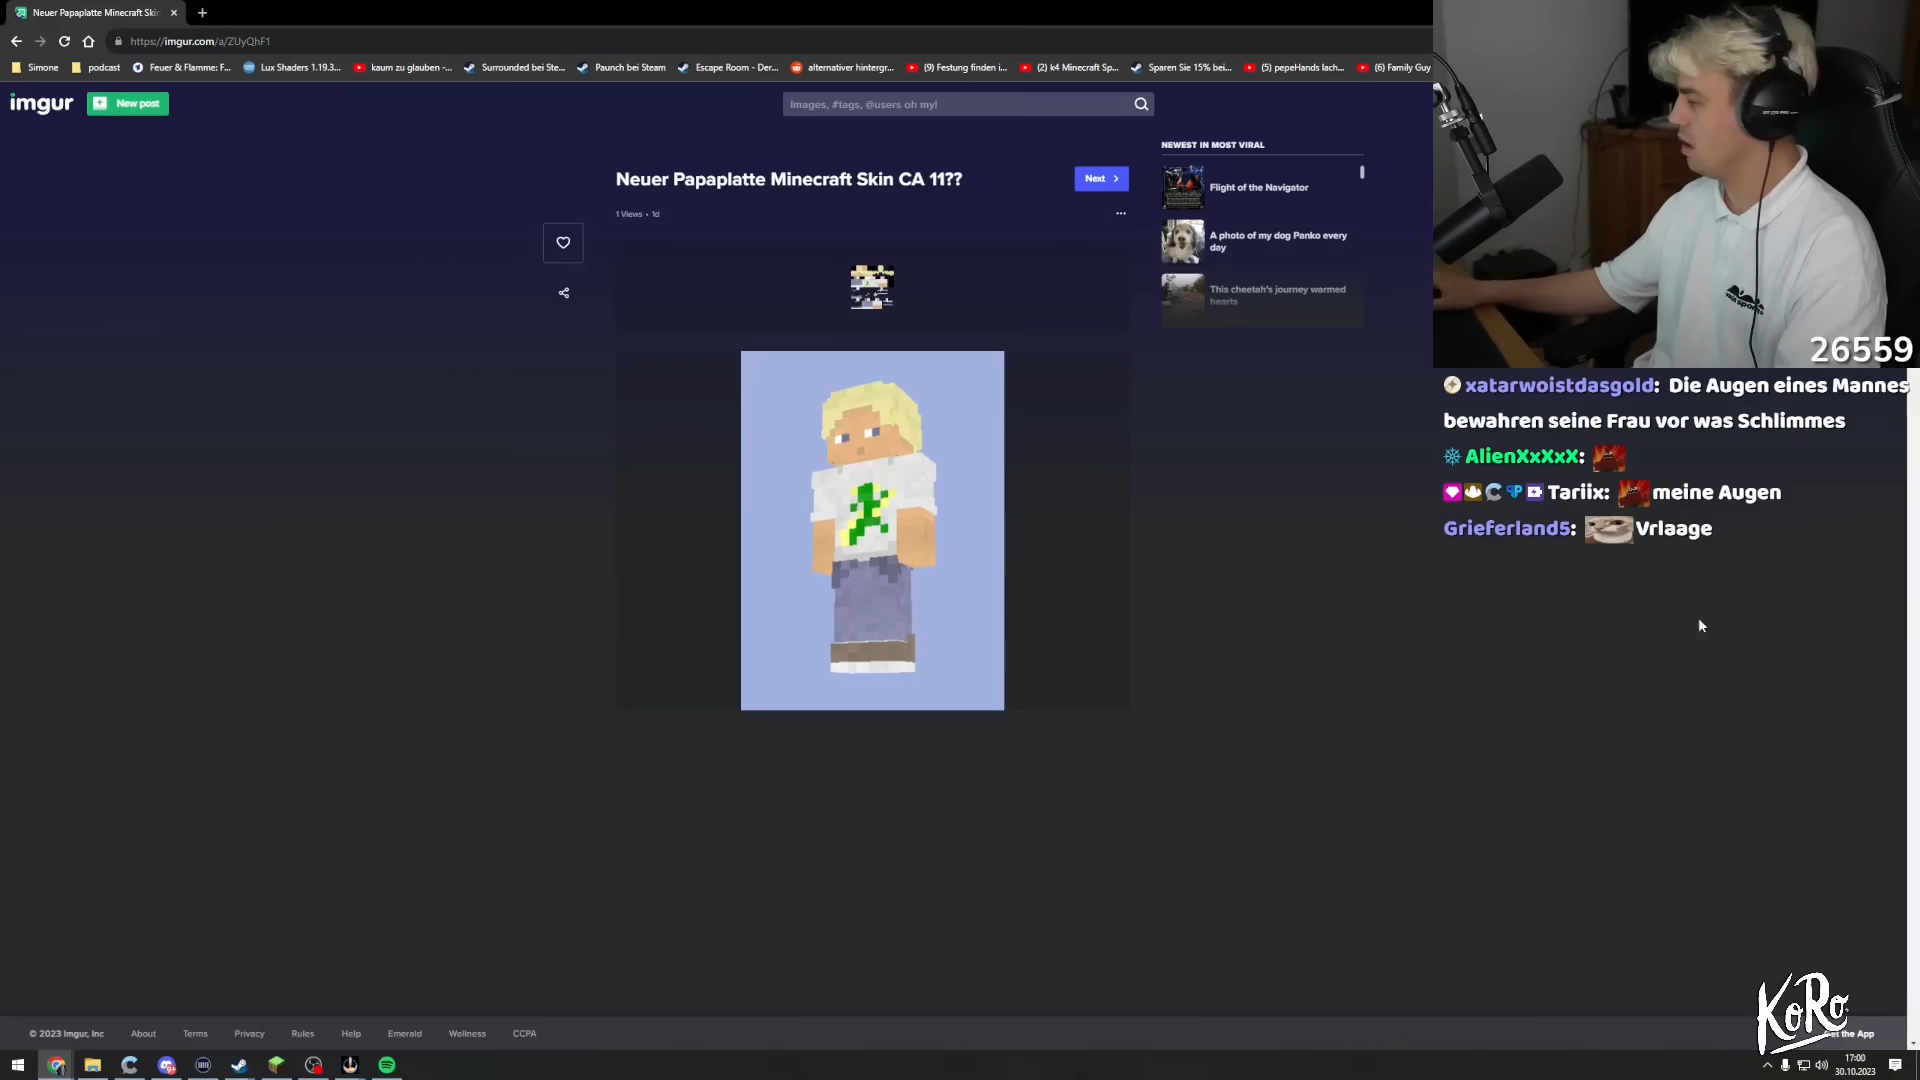 Neuer Papaplatte Minecraft Skin
https://imgur.com/a/ZUyQhF1
Simone
podcast
Feuer & Flamme: F...
Lux Shaders 1.19.3...
kaum zu glauben -...
Surrounded bei Ste...
Paunch bei Steam
Escape Room - Der...
alternativer hintergr...
(9) Festung finden i...
(2) k4 Minecraft Sp...
Sparen Sie 15% bei...
(5) pepeHands lach...
(6) Family Guy
imgur
New post
Images, #tags, @users oh my!
NEWEST IN MOST VIRAL
Neuer Papaplatte Minecraft Skin CA 11??
Next
1 Views • 1d
Flight of the Navigator
A photo of my dog Panko every
day
This cheetah's journey warmed
hearts
26559
xatarwoistdasgold: Die Augen eines Mannes
bewahren seine Frau vor was Schlimmes
AlienXxXxX:
Tariix: meine Augen
Grieferland5: Vrlaage
KoRo
© 2023 Imgur, Inc
About
Terms
Privacy
Rules
Help
Emerald
Wellness
CCPA
the App
17:00
30.10.2023